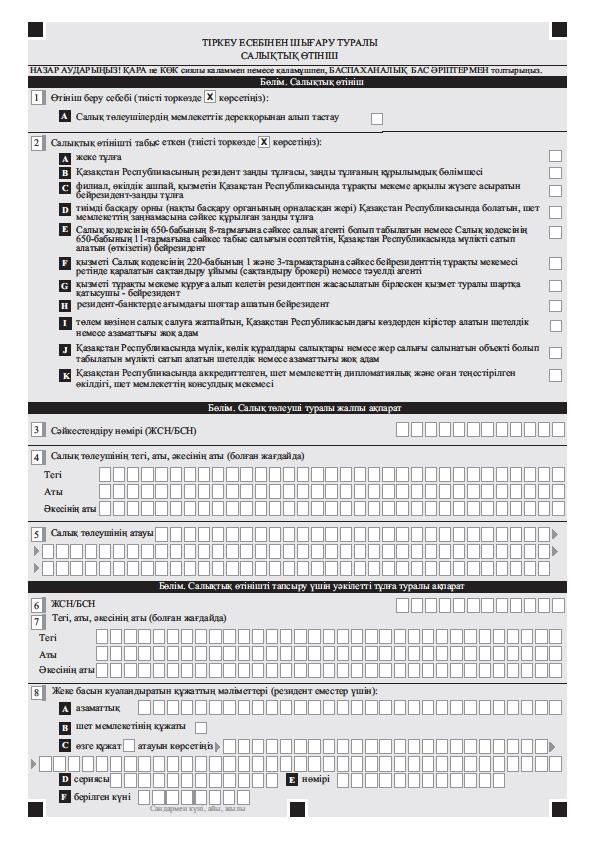 ТІРКЕУ ЕСЕБІНЕН ШЫҒАРУ ТУРАЛЫ
САЛЫҚТЫҚ ӨТІНІШ
НАЗАР АУДАРЫҢЫЗ! ҚАРА не КӨК сиялы қаламмен немесе қаламұшпен, БАСПАХАНАЛЫҚ БАС ӘРІПТЕРМЕН толтырыңыз.
Бөлім. Салықтық өтініш
1 Өтініш беру себебі (тиісті торкөзде X көрсетіңіз):
A Салық төлеушілердің мемлекеттік дерекқорынан алып тастау
2 Салықтық өтінішті табыс еткен (тиісті торкөзде X көрсетіңіз):
A жеке тұлға
B Қазақстан Республикасының резидент заңды тұлғасы, заңды тұлғаның құрылымдық бөлімшесі
C филиал, өкілдік ашпай, қызметін Қазақстан Республикасында тұрақты мекеме арқылы жүзеге асыратын
бейрезидент-заңды тұлға
D тиімді басқару орны (нақты басқару органының орналасқан жері) Қазақстан Республикасында болатын, шет
мемлекеттің заңнамасына сәйкес құрылған заңды тұлға
E Салық кодексінің 650-бабының 8-тармағына сәйкес салық агенті болып табылатын немесе Салық кодексінің
650-бабының 11-тармағына сәйкес табыс салығын есептейтін, Қазақстан Республикасында мүлікті сатып
алатын (өткізетін) бейрезидент
F қызметі Салық кодексінің 220-бабының 1 және 3-тармақтарына сәйкес бейрезиденттің тұрақты мекемесі
ретінде қаралатын сақтандыру ұйымы (сақтандыру брокері) немесе тәуелді агенті
G қызметі тұрақты мекеме құруға алып келетін резидентпен жасасылатын бірлескен қызмет туралы шартқа
қатысушы - бейрезидент
H резидент-банктерде ағымдағы шоттар ашатын бейрезидент
I төлем көзінен салық салуға жатпайтын, Қазақстан Республикасындағы көздерден кірістер алатын шетелдік
немесе азаматтығы жоқ адам
J Қазақстан Республикасында мүлік, көлік құралдары салықтары немесе жер салығы салынатын объекті болып
табылатын мүлікті сатып алатын шетелдік немесе азаматтығы жоқ адам
K Қазақстан Республикасында аккредиттелген, шет мемлекеттің дипломатиялық және оған теңестірілген
өкілдігі, шет мемлекеттің консулдық мекемесі
Бөлім. Салық төлеуші туралы жалпы ақпарат
3 Сәйкестендіру нөмірі (ЖСН/БСН)
4 Салық төлеушінің тегі, аты, әкесінің аты (болған жағдайда)
Тегі
Аты
Әкесінің аты
5 Салық төлеушінің атауы
Бөлім. Салықтық өтінішті тапсыру үшін уәкілетті тұлға туралы ақпарат
6 ЖСН/БСН
7 Тегі, аты, әкесінің аты (болған жағдайда)
Тегі
Аты
Әкесінің аты
8 Жеке басын куәландыратын құжаттың мәліметтері (резидент еместер үшін):
A азаматтық
B шет мемлекетінің құжаты
C өзге құжат атауын көрсетіңіз
D сериясы E нөмірі
F берілген күні
Сандармен күні, айы, жылы